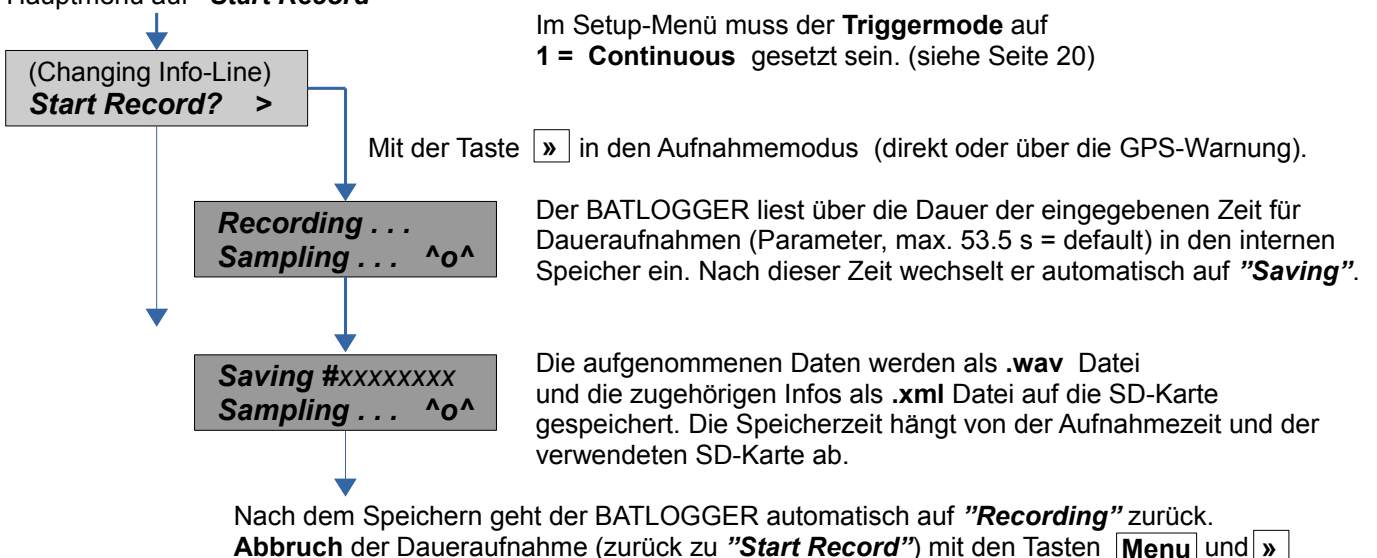 Hauptmenü auf "Start Record"
Im Setup-Menü muss der Triggermode auf
1 = Continuous gesetzt sein. (siehe Seite 20)
(Changing Info-Line)
Start Record? >
Mit der Taste » in den Aufnahmemodus (direkt oder über die GPS-Warnung).
Recording . . .
Sampling . . . ^o^
Der BATLOGGER liest über die Dauer der eingegebenen Zeit für
Daueraufnahmen (Parameter, max. 53.5 s = default) in den internen
Speicher ein. Nach dieser Zeit wechselt er automatisch auf ”Saving”.
Saving #xxxxxxxxx
Sampling . . . ^o^
Die aufgenommenen Daten werden als .wav Datei
und die zugehörigen Infos als .xml Datei auf die SD-Karte
gespeichert. Die Speicherzeit hängt von der Aufnahmezeit und der
verwendeten SD-Karte ab.
Nach dem Speichern geht der BATLOGGER automatisch auf ”Recording” zurück.
Abbruch der Daueraufnahme (zurück zu ”Start Record”) mit den Tasten Menu und »